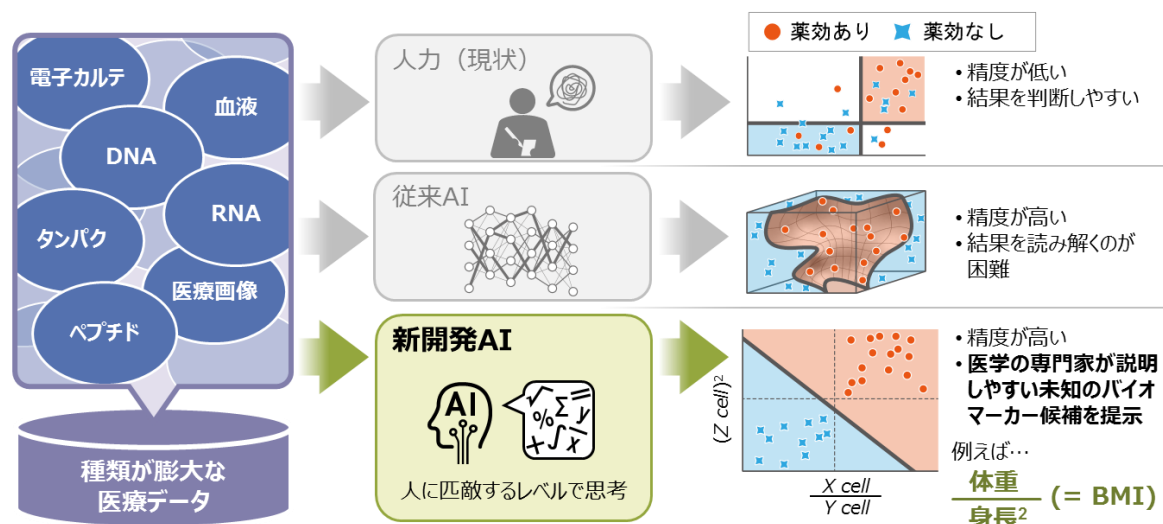 電子カルテ
血液
DNA
RNA
タンパク
医療画像
ペプチド
種類が膨大な
医療データ
人力（現状）
従来AI
新開発AI
AI
√ Σ = % y + ∫ x̄
人に匹敵するレベルで思考
薬効あり 薬効なし
・精度が低い
・結果を判断しやすい
・精度が高い
・結果を読み解くのが
困難
(Z cell)²
X cell
Y cell
・精度が高い
・医学の専門家が説明
しやすい未知のバイオ
マーカー候補を提示
例えば…
体重
身長²
(= BMI)